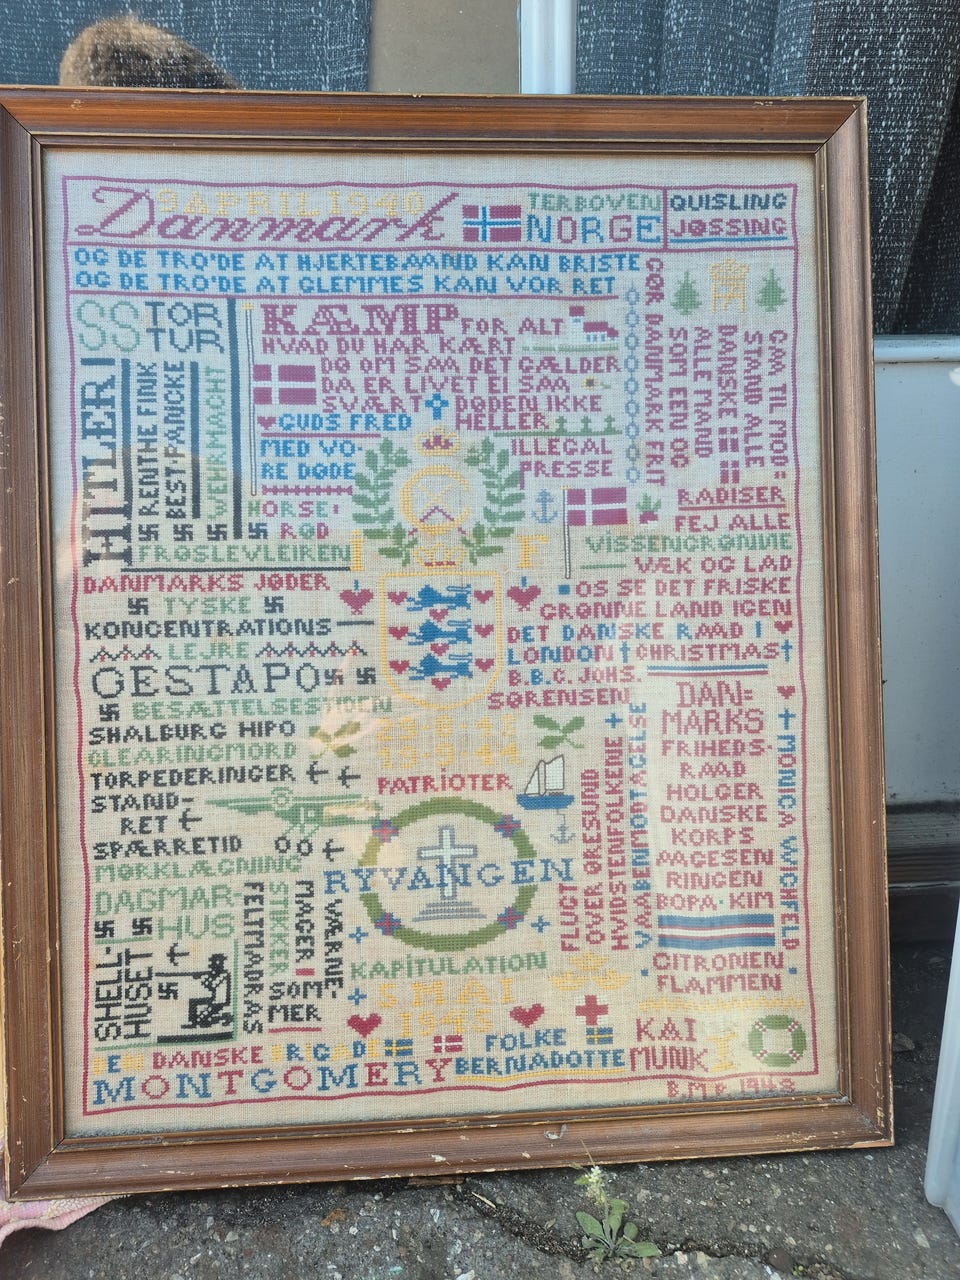 9 APRIL 1940
Danmark
TERBOVEN
NORGE
QUISLING
JØSSING
OG DE TRO'DE AT HJERTEBAAND KAN BRISTE
OG DE TRO'DE AT GLEMMES KAN VOR RET
GØR DANMARK FRIT
SOM EEN OG
ALLE MAND
DANSKE
STAND ALLE
GAA TIL MOD=
SS TORTUR
HITLER!
RENTHE FINK
BEST-PANCKE
WEHRMACHT
KÆMP FOR ALT
HVAD DU HAR KÆRT
DØ OM SAA DET GÆLDER
DA ER LIVET EI SAA
SVÆRT DØDEN IKKE
HELLER
GUDS FRED
MED VO-
RE DØDE
ILLEGAL
PRESSE
HORSE-
RØD
FRØSLEVLEIREN
RADISER
FEJ ALLE
VISSENGRØNNE
VÆK OG LAD
OS SE DET FRISKE
GRØNNE LAND IGEN
DANMARKS JØDER
TYSKE
KONCENTRATIONS
LEJRE
GESTAPO
BESÆTTELSESTIDEN
DET DANSKE RAAD I
LONDON CHRISTMAS
B.B.C. JOHS.
SØRENSEN
SHALBURG HIPO
CLEARINGMORD
TORPEDERINGER
STAND-
RET
SPÆRRETID
MØRKLÆGNING
DAGMAR-
HUS
SHELL-
HUSET
FELTMADRAS
STIKKER
MAAGER
SOM-
MER
VÆRNE-
PATRIOTER
RYVANGEN
KAPITULATION
5 MAI
1945
FLUGT
OVER ØRESUND
HVIDSTENFOLKENE
VAABENMODTAGELSE
DAN=
MARKS
FRIHEDS-
RAAD
HOLGER
DANSKE
KORPS
AAGESEN
RINGEN
BOPA-KIM
CITRONEN
FLAMMEN
MONICA WICHFELD
DANSKE
MONTGOMERY
FOLKE
BERNADOTTE
KAI
MUNK
B.M.P. 1948